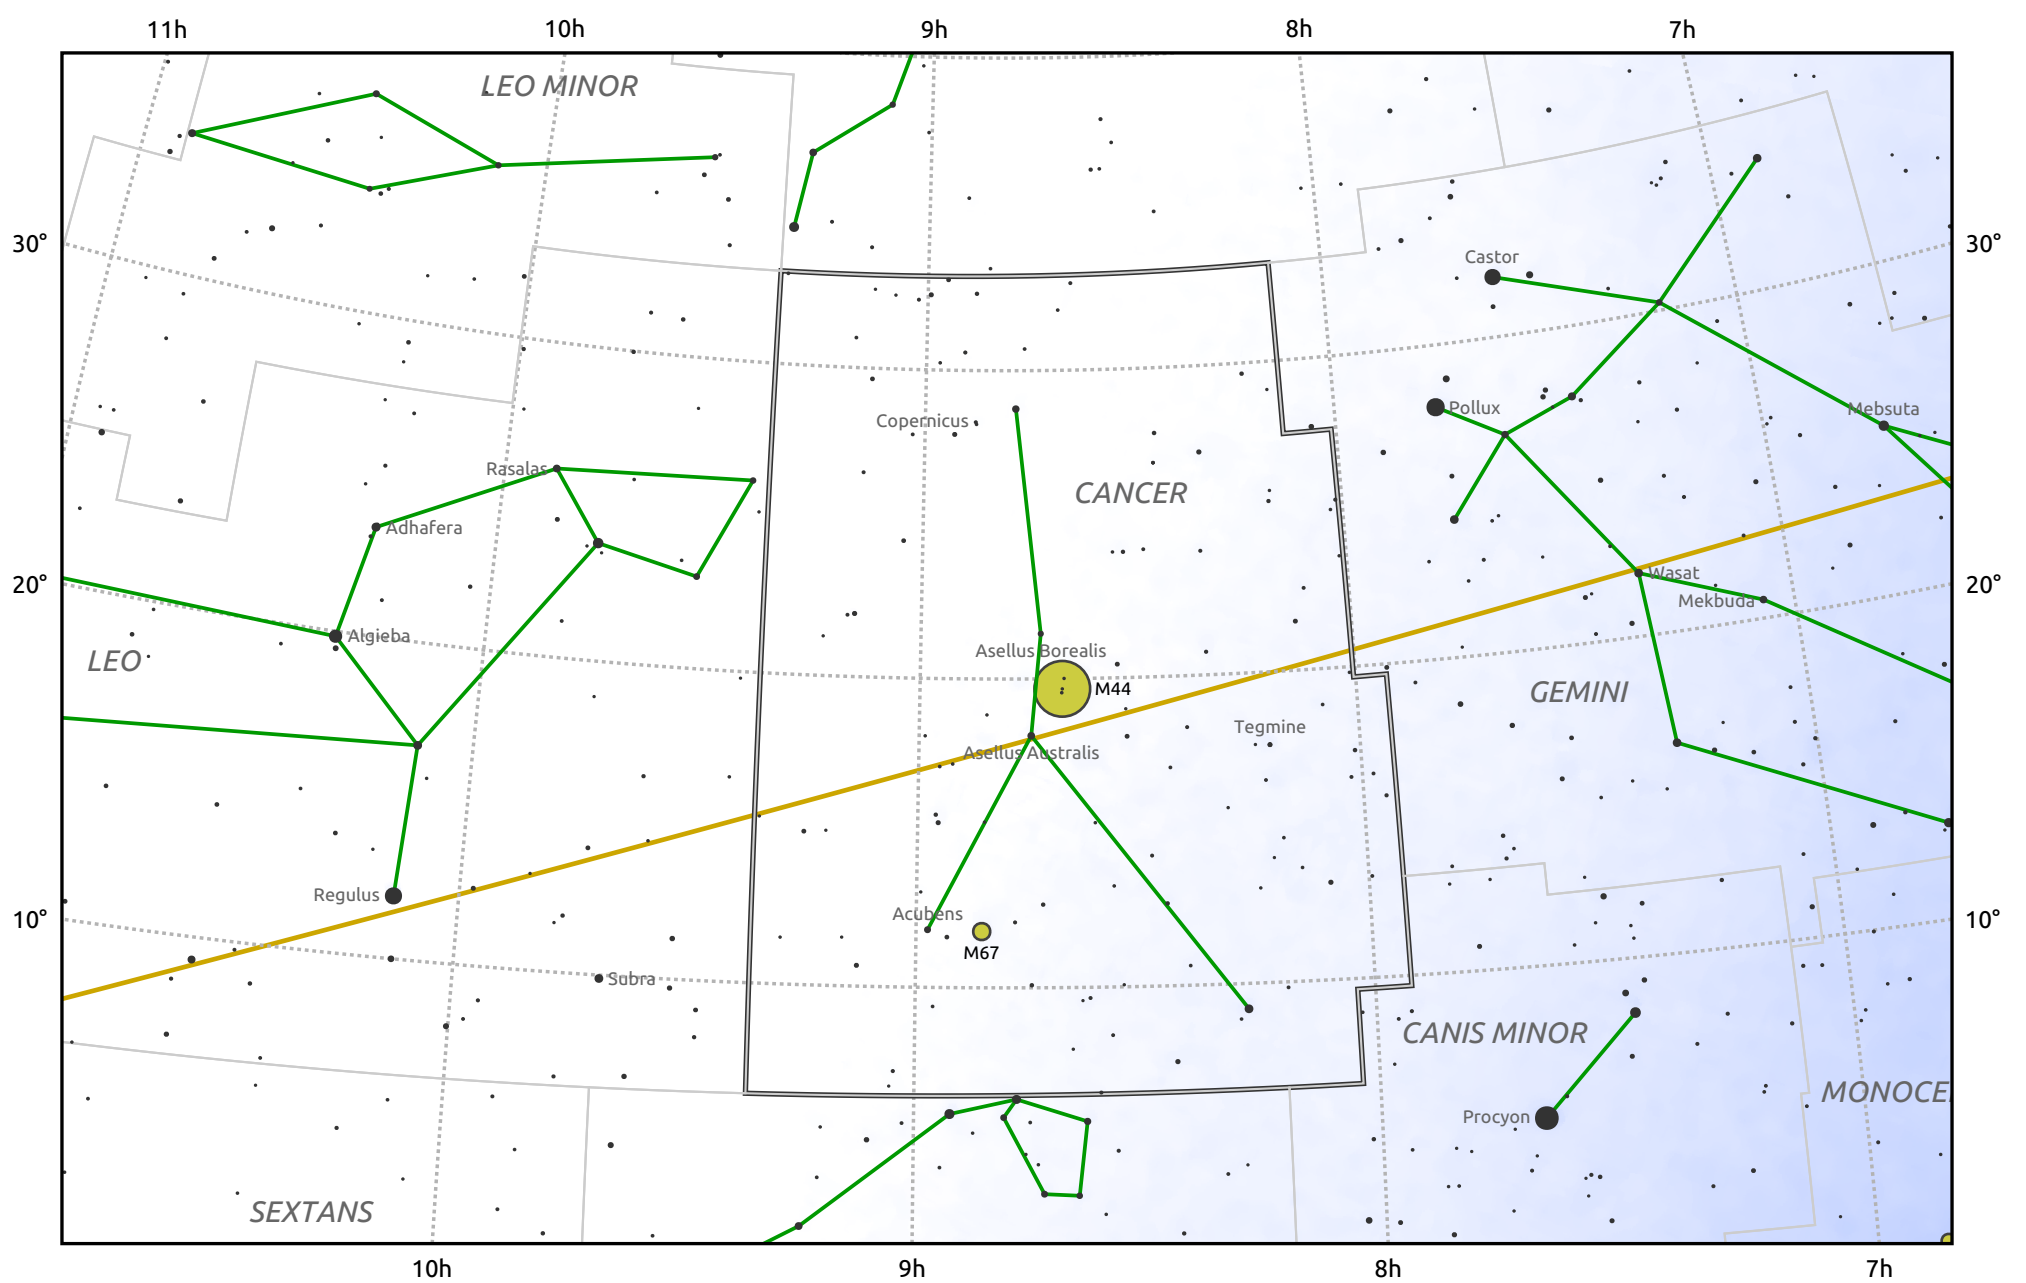 11h
10h
9h
8h
7h
LEO MINOR
30°
30°
Castor
Copernicus
Pollux
Mebsuta
Rasalas
CANCER
Adhafera
20°
Wasat
20°
Mekbuda
Algieba
Asellus Borealis
LEO
M44
GEMINI
Tegmine
Asellus Australis
Regulus
10°
Acubens
10°
M67
Subra
CANIS MINOR
MONOCE
Procyon
SEXTANS
10h
9h
8h
7h